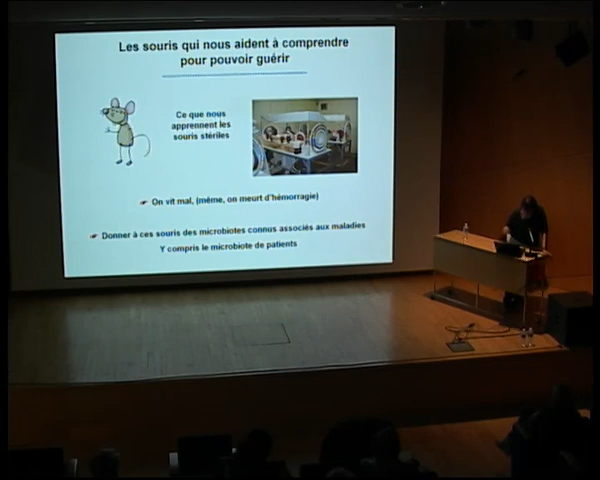 Les souris qui nous aident à comprendre
pour pouvoir guérir
Ce que nous
apprennent les
souris stériles
On vit mal, (même, on meurt d'hémorragie)
Donner à ces souris des microbiotes connus associés aux maladies
Y compris le microbiote de patients